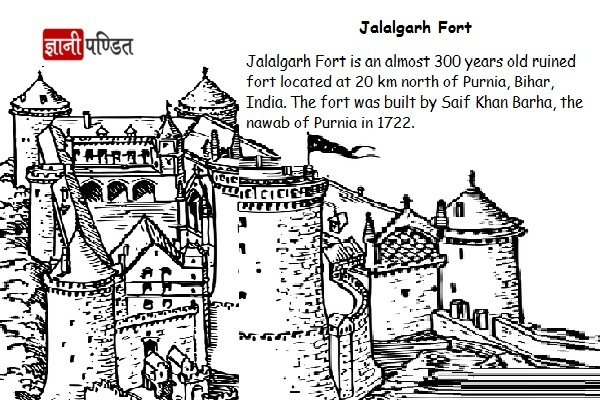 Jalalgarh Fort
ज्ञानी पण्डित
Jalalgarh Fort is an almost 300 years old ruined
fort located at 20 km north of Purnia, Bihar,
India. The fort was built by Saif Khan Barha, the
nawab of Purnia in 1722.